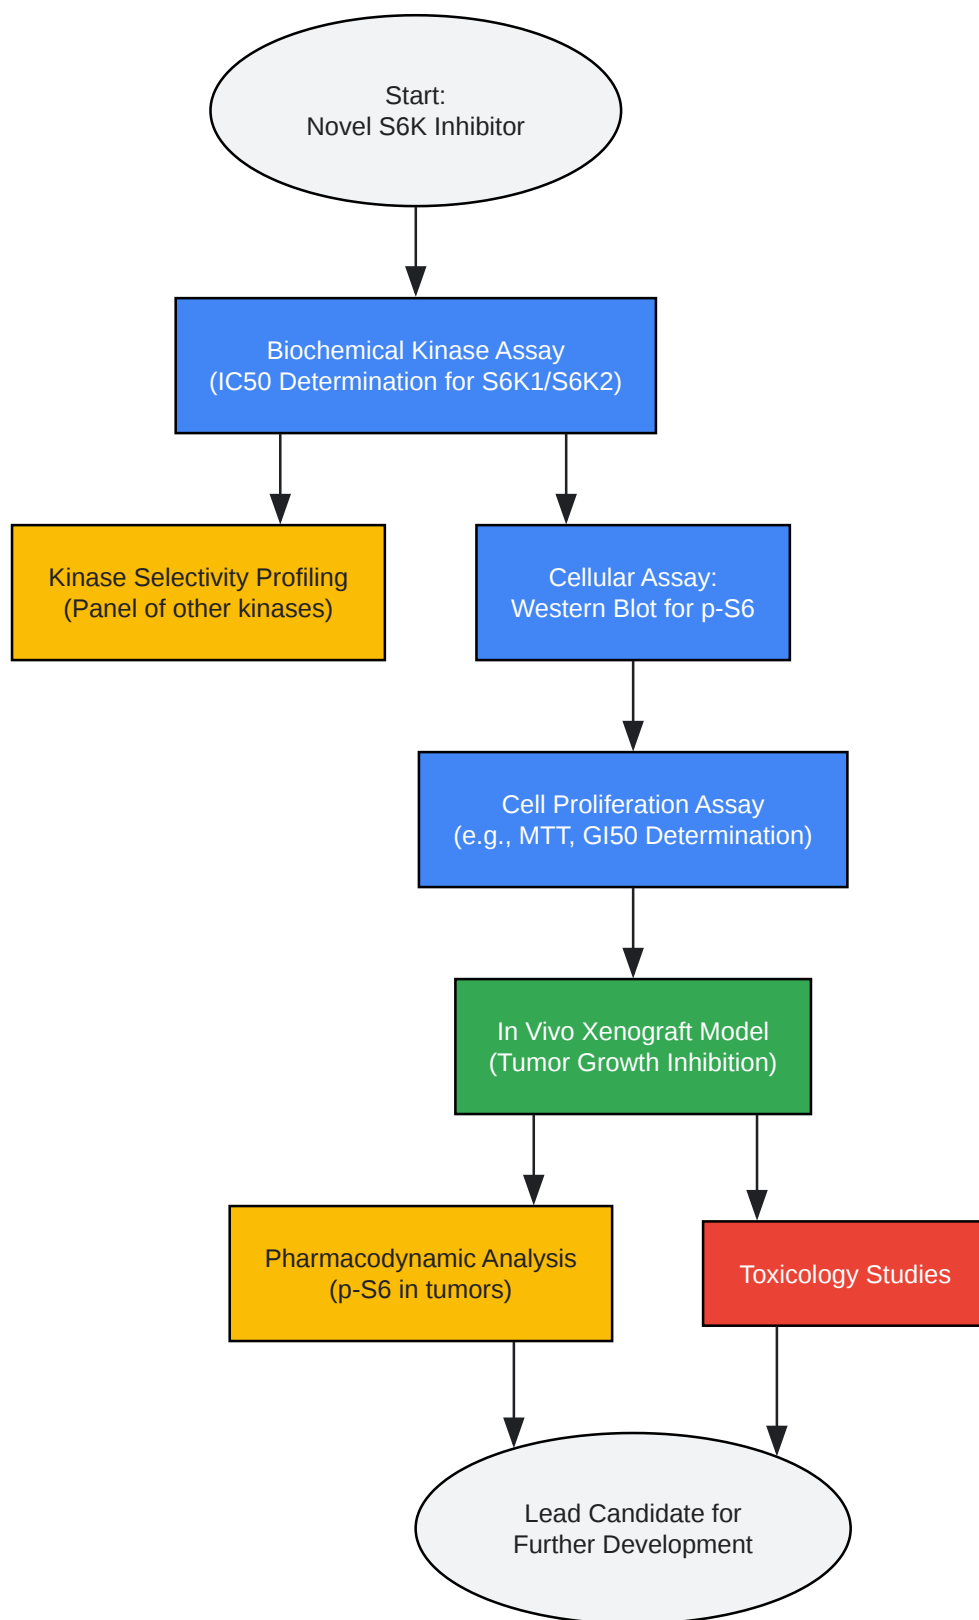 Start:
Novel S6K Inhibitor
Biochemical Kinase Assay
(IC50 Determination for S6K1/S6K2)
Kinase Selectivity Profiling
(Panel of other kinases)
Cellular Assay:
Western Blot for p-S6
Cell Proliferation Assay
(e.g., MTT, GI50 Determination)
In Vivo Xenograft Model
(Tumor Growth Inhibition)
Pharmacodynamic Analysis
(p-S6 in tumors)
Toxicology Studies
Lead Candidate for
Further Development